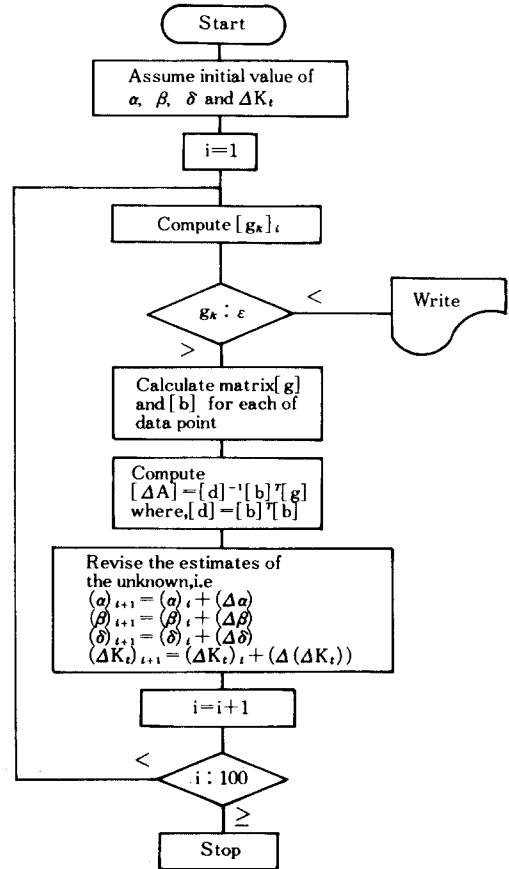 Start
Assume initial value of
α, β, δ and ΔKₜ
i=1
Compute [gₖ]ᵢ
gₖ : ε
<
Write
>
Calculate matrix[g]
and [b] for each of
data point
Compute
[ΔA]=[d]⁻¹[b]ᵀ[g]
where,[d]=[b]ᵀ[b]
Revise the estimates of
the unknown,i.e
(α)ᵢ₊₁=(α)ᵢ+(Δα)
(β)ᵢ₊₁=(β)ᵢ+(Δβ)
(δ)ᵢ₊₁=(δ)ᵢ+(Δδ)
(ΔKₜ)ᵢ₊₁=(ΔKₜ)ᵢ+(Δ(ΔKₜ))
i=i+1
<
i : 100
≥
Stop